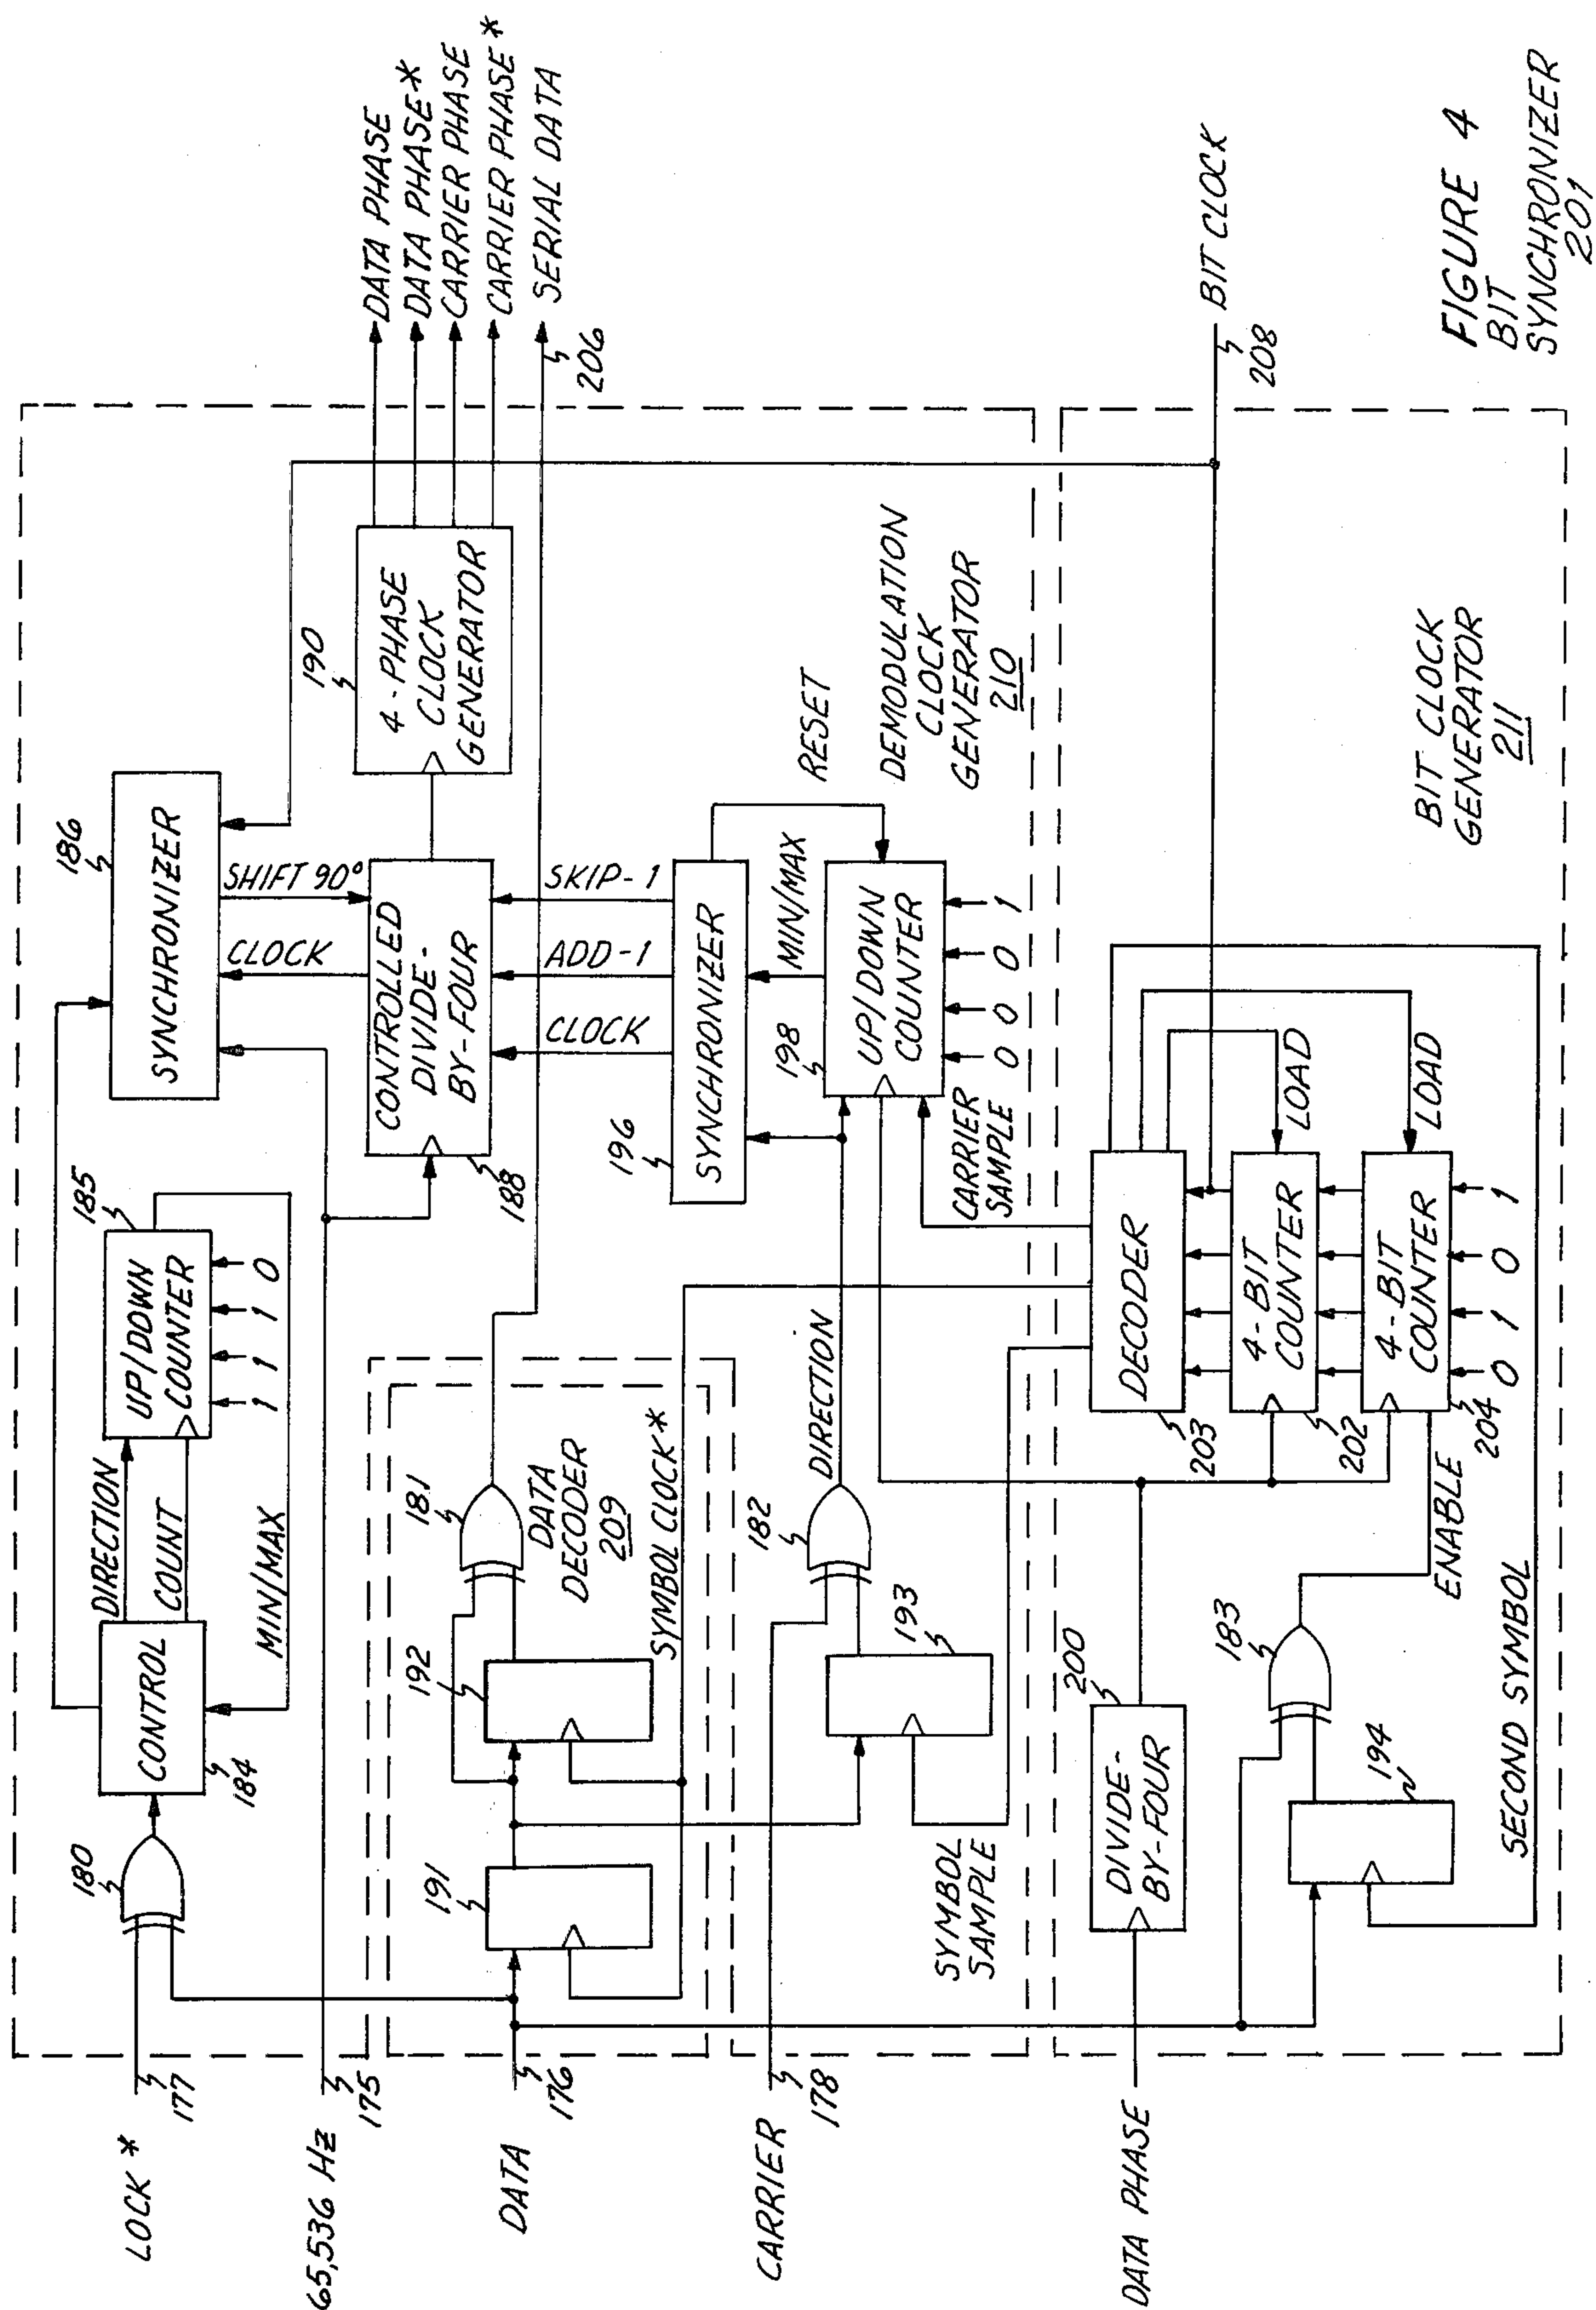 LOCK *
177
65,536 Hz
175
DATA
176
CARRIER
178
DATA PHASE
180
CONTROL
184
DIRECTION
COUNT
MIN/MAX
UP/DOWN
COUNTER
185
1 1 1 0
SYNCHRONIZER
186
SHIFT 90°
CLOCK
CONTROLLED
DIVIDE-
BY-FOUR
188
4-PHASE
CLOCK
GENERATOR
190
DATA PHASE
DATA PHASE*
CARRIER PHASE
CARRIER PHASE*
SERIAL DATA
206
191
192
181
DATA
DECODER
209
SYMBOL CLOCK*
SKIP-1
ADD-1
CLOCK
SYNCHRONIZER
196
RESET
MIN/MAX
UP/DOWN
COUNTER
198
0 0 0 1
CARRIER
SAMPLE
DEMODULATION
CLOCK
GENERATOR
210
182
DIRECTION
193
SYMBOL
SAMPLE
DIVIDE-
BY-FOUR
200
183
194
ENABLE
SECOND SYMBOL
DECODER
203
4-BIT
COUNTER
202
LOAD
4-BIT
COUNTER
204
LOAD
0 1 0 1
BIT CLOCK
GENERATOR
211
BIT CLOCK
208
FIGURE 4
BIT
SYNCHRONIZER
201